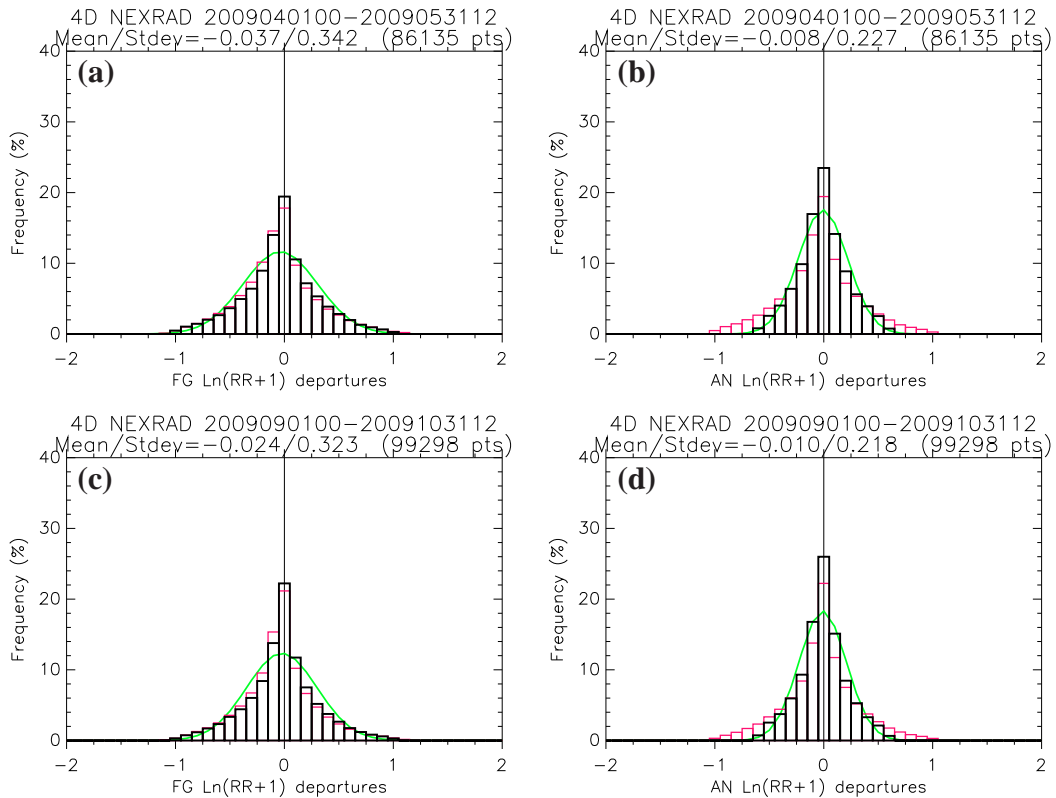 4D NEXRAD 2009040100−2009053112
Mean/Stdev=−0.037/0.342 (86135 pts)
(a)
40
30
20
10
0
Frequency (%)
−2 −1 0 1 2
FG Ln(RR+1) departures
4D NEXRAD 2009040100−2009053112
Mean/Stdev=−0.008/0.227 (86135 pts)
(b)
40
30
20
10
0
Frequency (%)
−2 −1 0 1 2
AN Ln(RR+1) departures
4D NEXRAD 2009090100−2009103112
Mean/Stdev=−0.024/0.323 (99298 pts)
(c)
40
30
20
10
0
Frequency (%)
−2 −1 0 1 2
FG Ln(RR+1) departures
4D NEXRAD 2009090100−2009103112
Mean/Stdev=−0.010/0.218 (99298 pts)
(d)
40
30
20
10
0
Frequency (%)
−2 −1 0 1 2
AN Ln(RR+1) departures